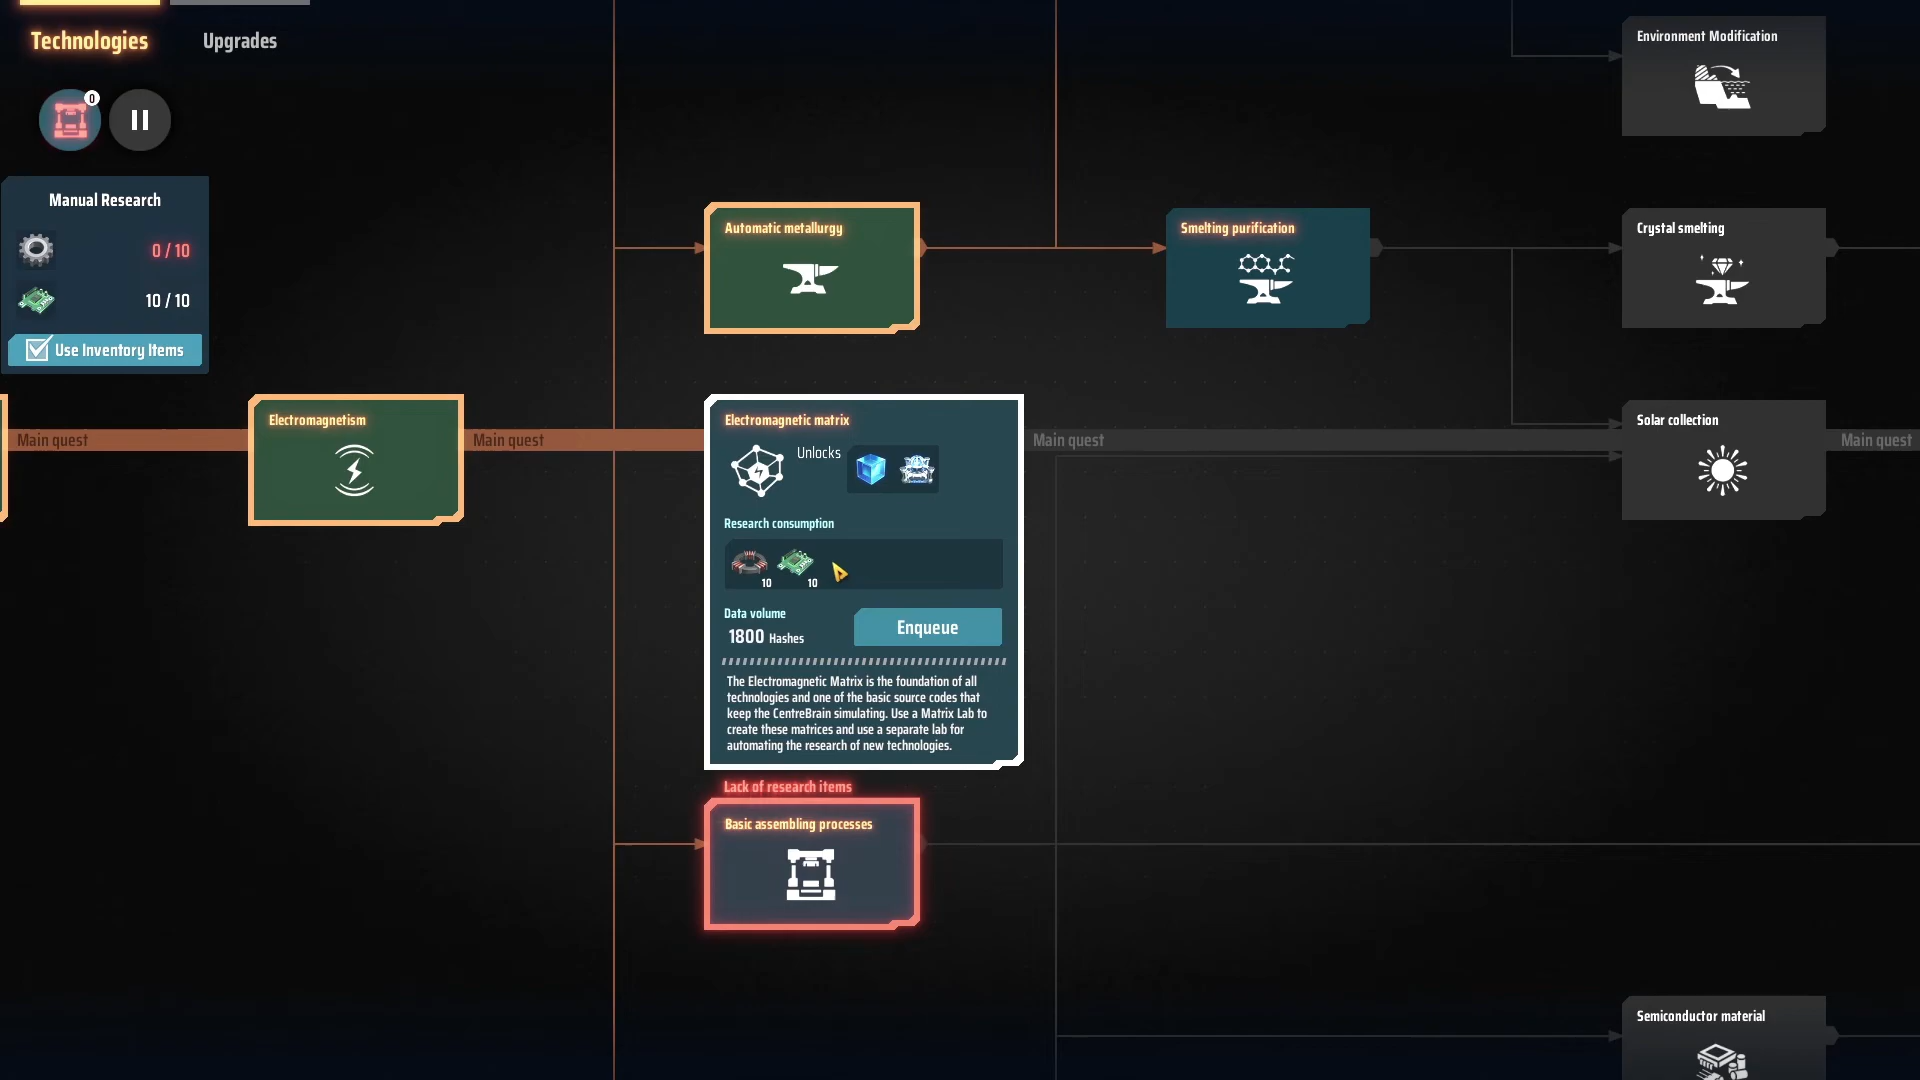 Technologies
Upgrades
0
Manual Research
0 / 10
10 / 10
Use Inventory Items
Main quest
Electromagnetism
Main quest
Automatic metallurgy
Smelting purification
Environment Modification
Crystal smelting
Electromagnetic matrix
Unlocks
Research consumption
10
10
Data volume
1800 Hashes
Enqueue
The Electromagnetic Matrix is the foundation of all
technologies and one of the basic source codes that
keep the CentreBrain simulating. Use a Matrix Lab to
create these matrices and use a separate lab for
automating the research of new technologies.
Main quest
Solar collection
Main quest
Lack of research items
Basic assembling processes
Semiconductor material